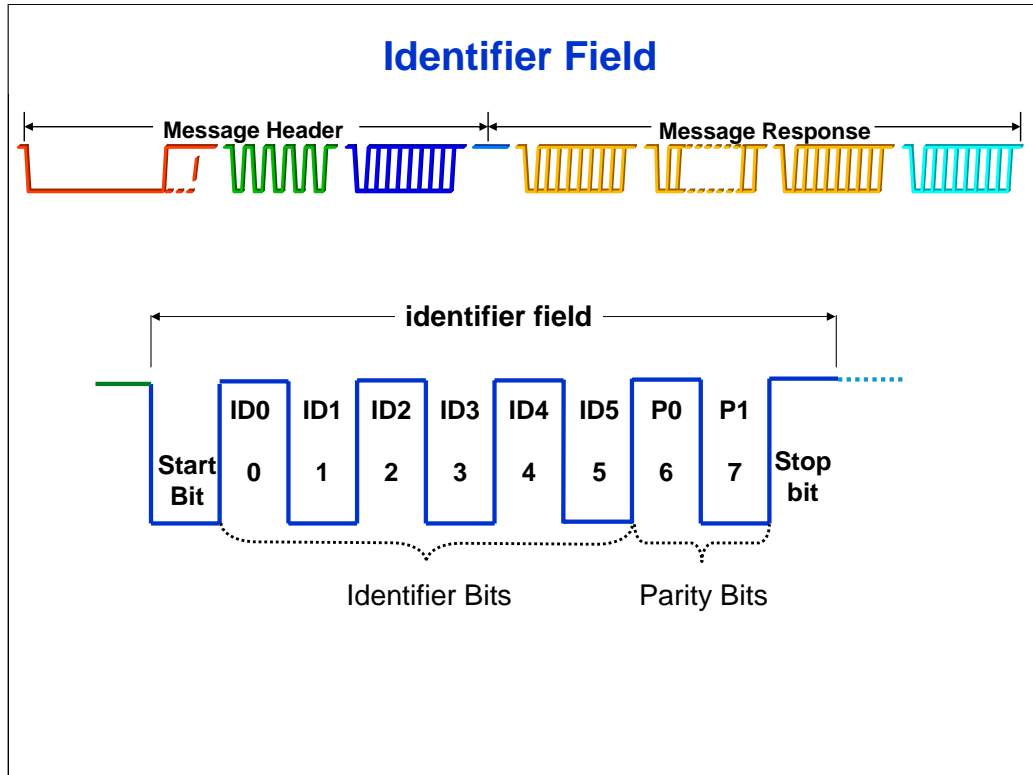 Identifier Field
Message Header Message Response
identifier field
ID0 ID1 ID2 ID3 ID4 ID5 P0 P1
Start Bit 0 1 2 3 4 5 6 7 Stop bit
Identifier Bits Parity Bits